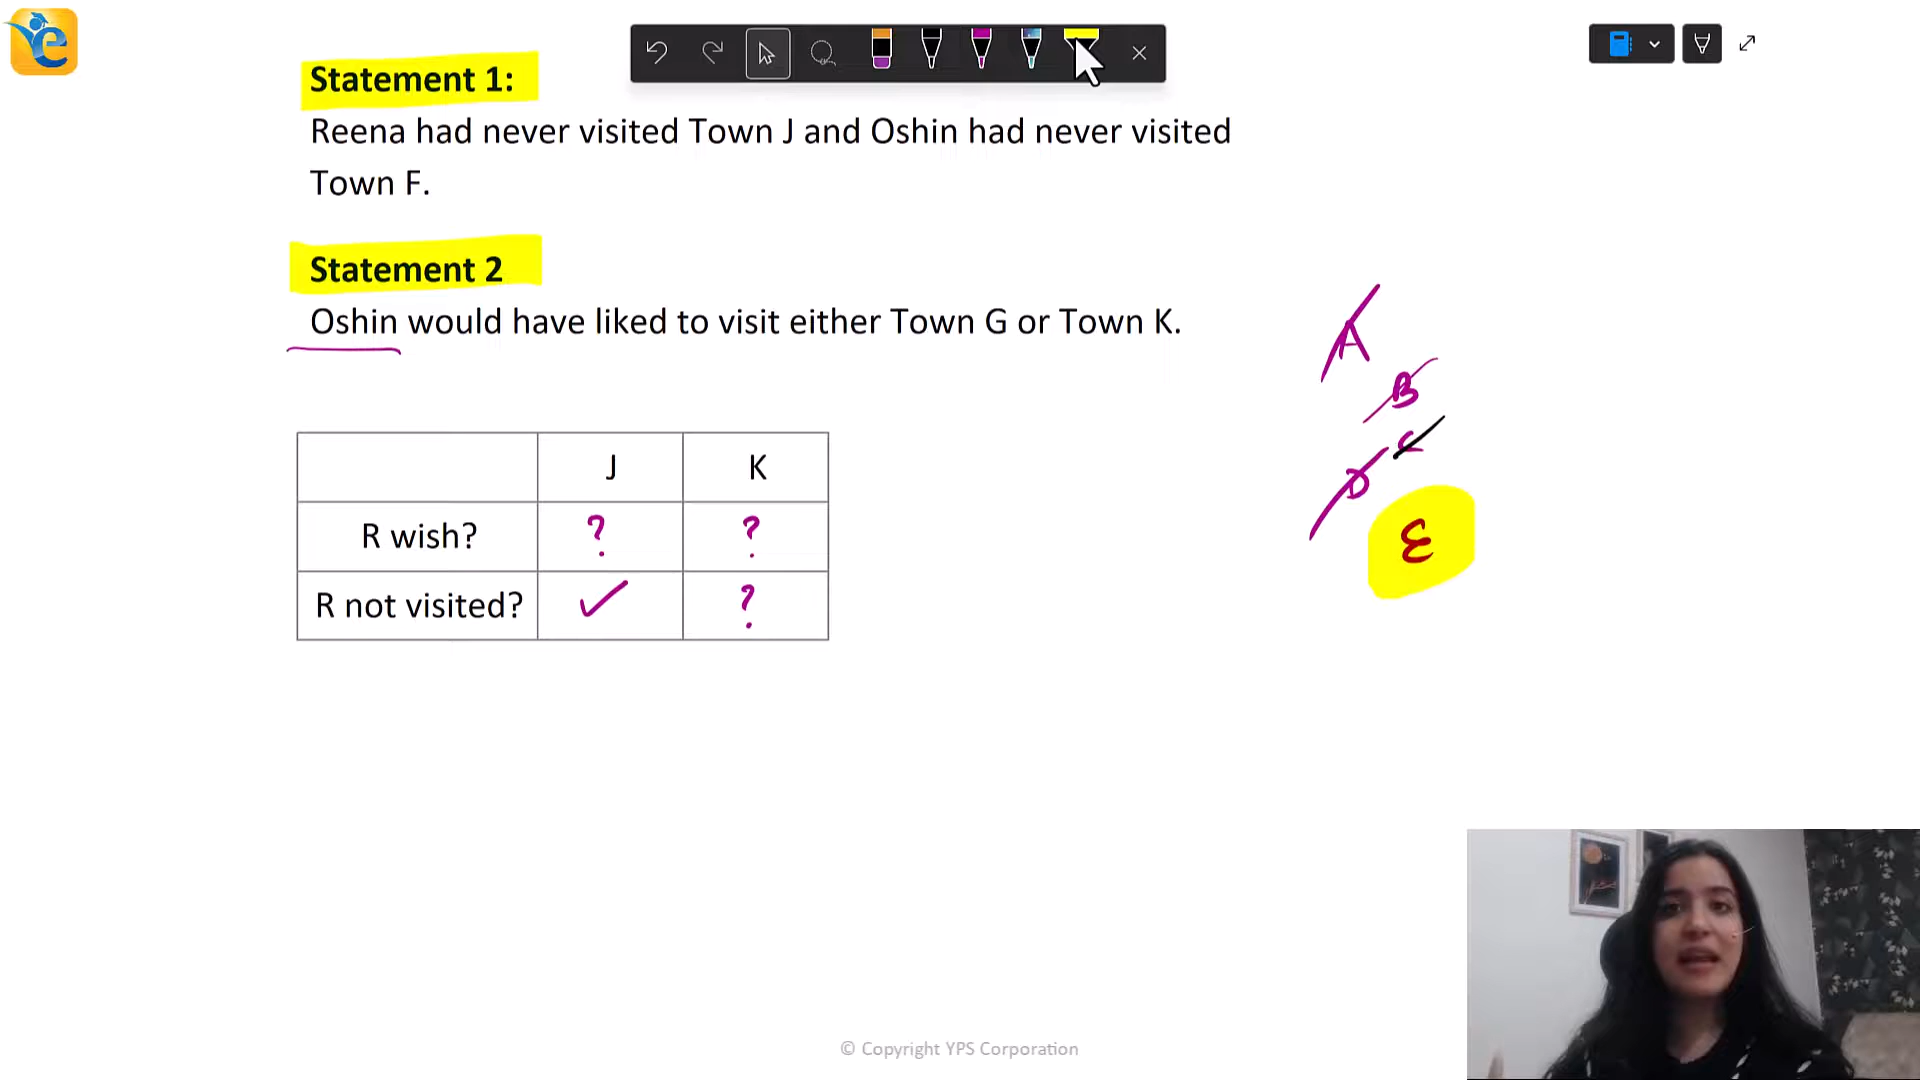 Statement 1:
Reena had never visited Town J and Oshin had never visited
Town F.
Statement 2
Oshin would have liked to visit either Town G or Town K.
A
B
C
D
E
J K
R wish? ? ?
R not visited? ✓ ?
© Copyright YPS Corporation
e